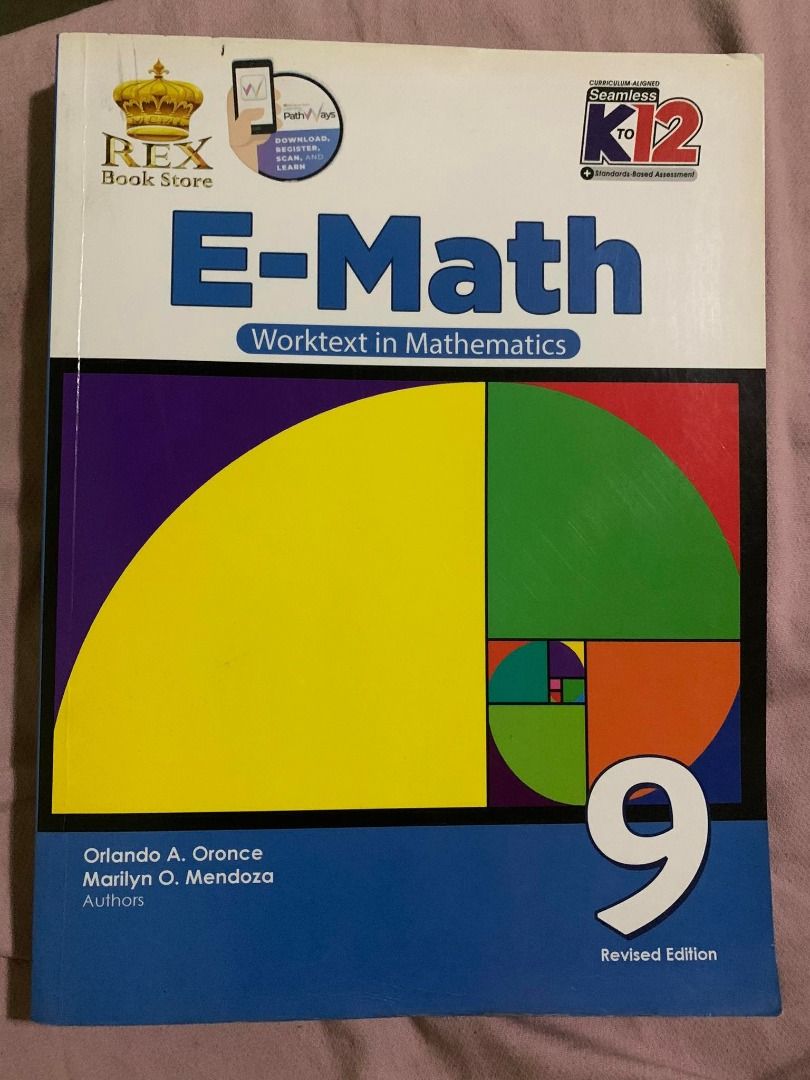 REX
Book Store
PathWays
DOWNLOAD,
REGISTER,
SCAN, AND
LEARN
CURRICULUM-ALIGNED
Seamless
K TO 12
+ Standards-Based Assessment
E-Math
Worktext in Mathematics
Orlando A. Oronce
Marilyn O. Mendoza
Authors
9
Revised Edition